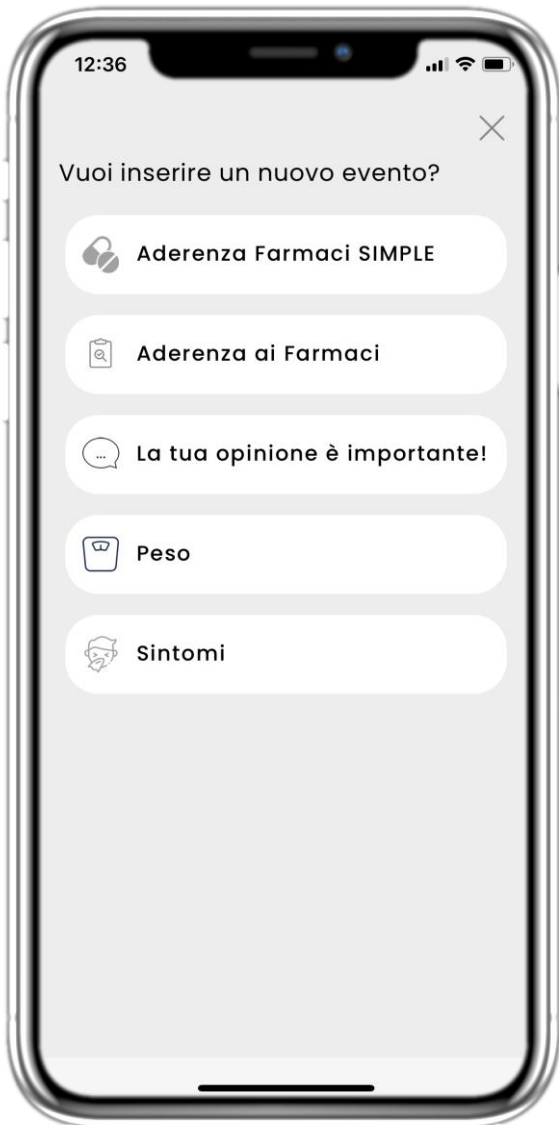 12:36
Vuoi inserire un nuovo evento?
Aderenza Farmaci SIMPLE
Aderenza ai Farmaci
La tua opinione è importante!
Peso
Sintomi